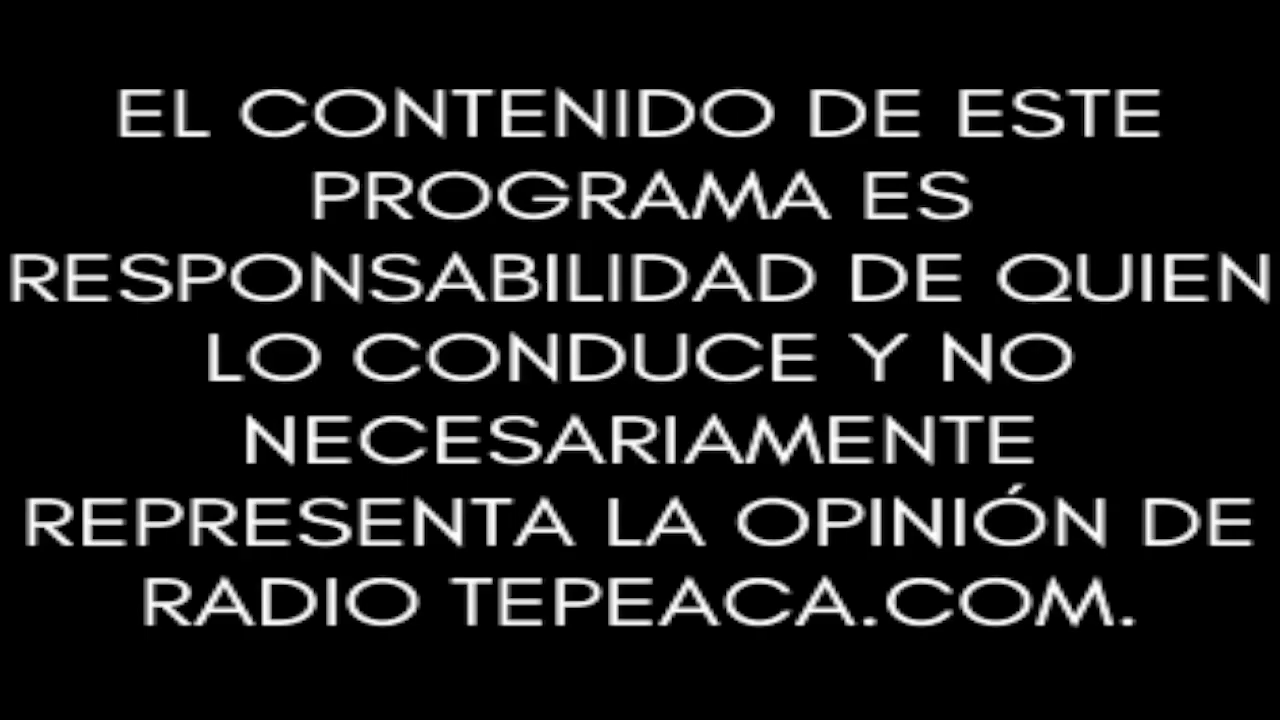 EL CONTENIDO DE ESTE
PROGRAMA ES
RESPONSABILIDAD DE QUIEN
LO CONDUCE Y NO
NECESARIAMENTE
REPRESENTA LA OPINIÓN DE
RADIO TEPEACA.COM.